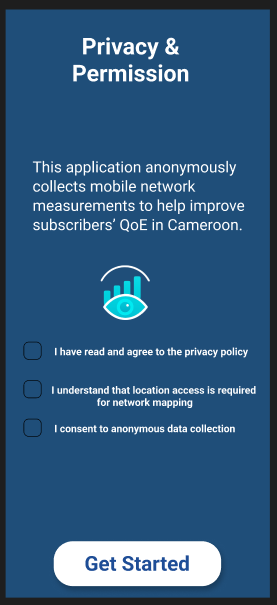 Privacy &
Permission
This application anonymously
collects mobile network
measurements to help improve
subscribers’ QoE in Cameroon.
I have read and agree to the privacy policy
I understand that location access is required
for network mapping
I consent to anonymous data collection
Get Started